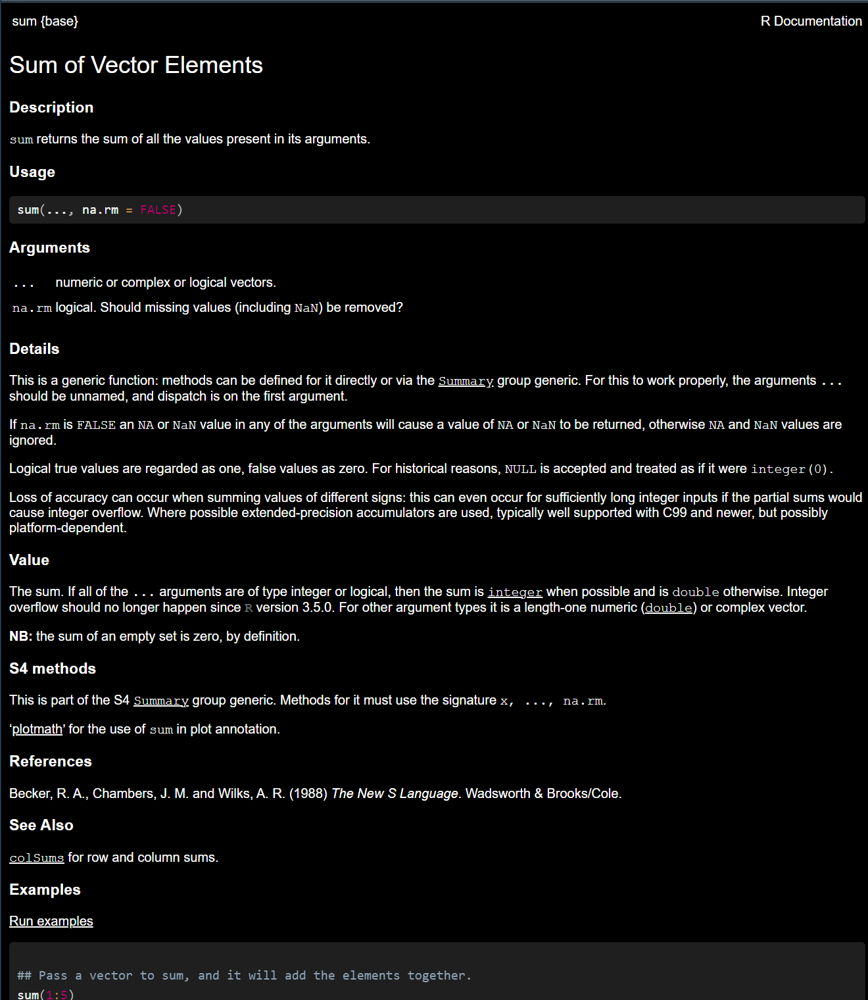 sum {base}
R Documentation
Sum of Vector Elements
Description
sum returns the sum of all the values present in its arguments.
Usage
sum(..., na.rm = FALSE)
Arguments
... numeric or complex or logical vectors.
na.rm logical. Should missing values (including NaN) be removed?
Details
This is a generic function: methods can be defined for it directly or via the Summary group generic. For this to work properly, the arguments ...
should be unnamed, and dispatch is on the first argument.
If na.rm is FALSE an NA or NaN value in any of the arguments will cause a value of NA or NaN to be returned, otherwise NA and NaN values are
ignored.
Logical true values are regarded as one, false values as zero. For historical reasons, NULL is accepted and treated as if it were integer(0).
Loss of accuracy can occur when summing values of different signs: this can even occur for sufficiently long integer inputs if the partial sums would
cause integer overflow. Where possible extended-precision accumulators are used, typically well supported with C99 and newer, but possibly
platform-dependent.
Value
The sum. If all of the ... arguments are of type integer or logical, then the sum is integer when possible and is double otherwise. Integer
overflow should no longer happen since R version 3.5.0. For other argument types it is a length-one numeric (double) or complex vector.
NB: the sum of an empty set is zero, by definition.
S4 methods
This is part of the S4 Summary group generic. Methods for it must use the signature x, ..., na.rm.
‘plotmath’ for the use of sum in plot annotation.
References
Becker, R. A., Chambers, J. M. and Wilks, A. R. (1988) The New S Language. Wadsworth & Brooks/Cole.
See Also
colSums for row and column sums.
Examples
Run examples
## Pass a vector to sum, and it will add the elements together.
sum(1:5)